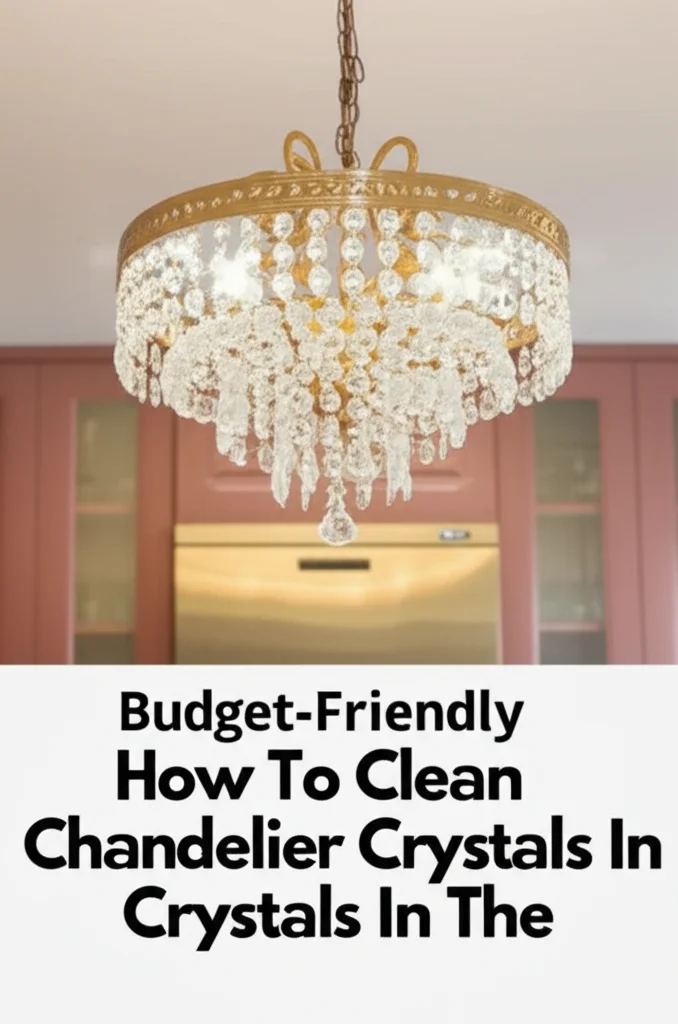 Budget-Friendly
How To Clean
Chandelier Crystals In
Crystals In The